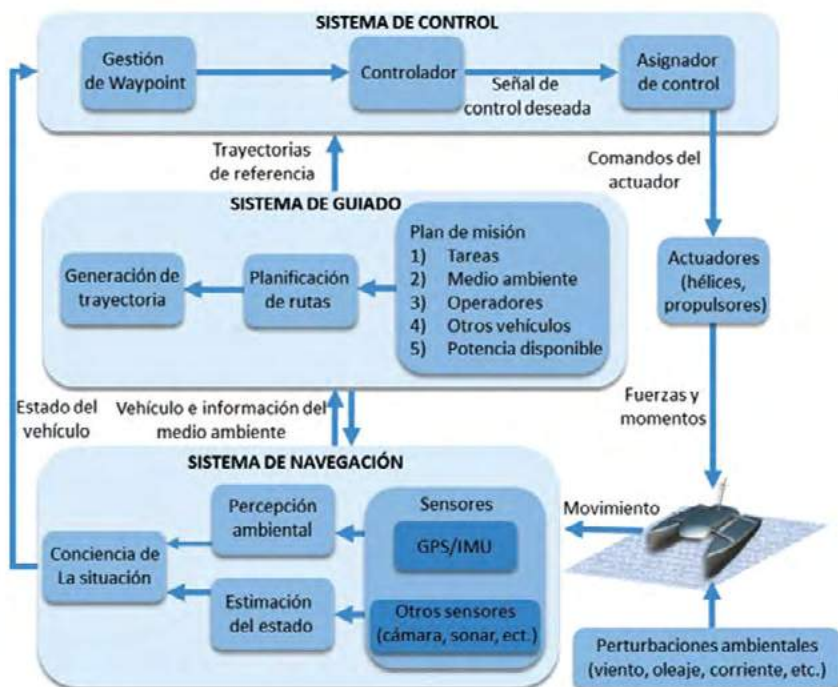 SISTEMA DE CONTROL
Gestión
de Waypoint
Controlador
Señal de
control deseada
Asignador
de control
Trayectorias
de referencia
Comandos del
actuador
SISTEMA DE GUIADO
Generación de
trayectoria
Planificación
de rutas
Plan de misión
1) Tareas
2) Medio ambiente
3) Operadores
4) Otros vehículos
5) Potencia disponible
Actuadores
(hélices,
propulsores)
Estado del
vehículo
Vehículo e información del
medio ambiente
Fuerzas y
momentos
SISTEMA DE NAVEGACIÓN
Conciencia de
La situación
Percepción
ambiental
Estimación
del estado
Sensores
GPS/IMU
Otros sensores
(cámara, sonar, ect.)
Movimiento
Perturbaciones ambientales
(viento, oleaje, corriente, etc.)